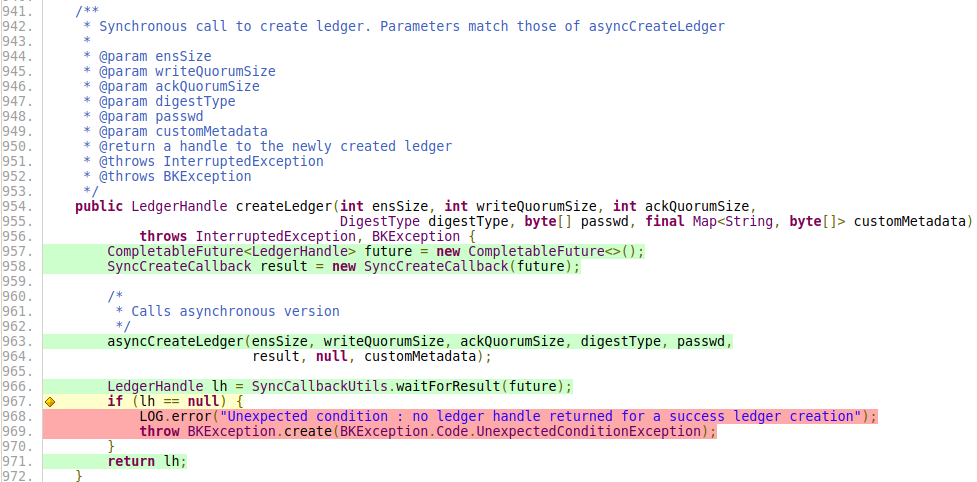 941.     /**
942.      * Synchronous call to create ledger. Parameters match those of asyncCreateLedger
943.      *
944.      * @param ensSize
945.      * @param writeQuorumSize
946.      * @param ackQuorumSize
947.      * @param digestType
948.      * @param passwd
949.      * @param customMetadata
950.      * @return a handle to the newly created ledger
951.      * @throws InterruptedException
952.      * @throws BKException
953.      */
954.     public LedgerHandle createLedger(int ensSize, int writeQuorumSize, int ackQuorumSize,
955.                                      DigestType digestType, byte[] passwd, final Map<String, byte[]> customMetadata)
956.             throws InterruptedException, BKException {
957.         CompletableFuture<LedgerHandle> future = new CompletableFuture<>();
958.         SyncCreateCallback result = new SyncCreateCallback(future);
959.
960.         /*
961.          * Calls asynchronous version
962.          */
963.         asyncCreateLedger(ensSize, writeQuorumSize, ackQuorumSize, digestType, passwd,
964.                           result, null, customMetadata);
965.
966.         LedgerHandle lh = SyncCallbackUtils.waitForResult(future);
967.         if (lh == null) {
968.             LOG.error("Unexpected condition : no ledger handle returned for a success ledger creation");
969.             throw BKException.create(BKException.Code.UnexpectedConditionException);
970.         }
971.         return lh;
972.     }